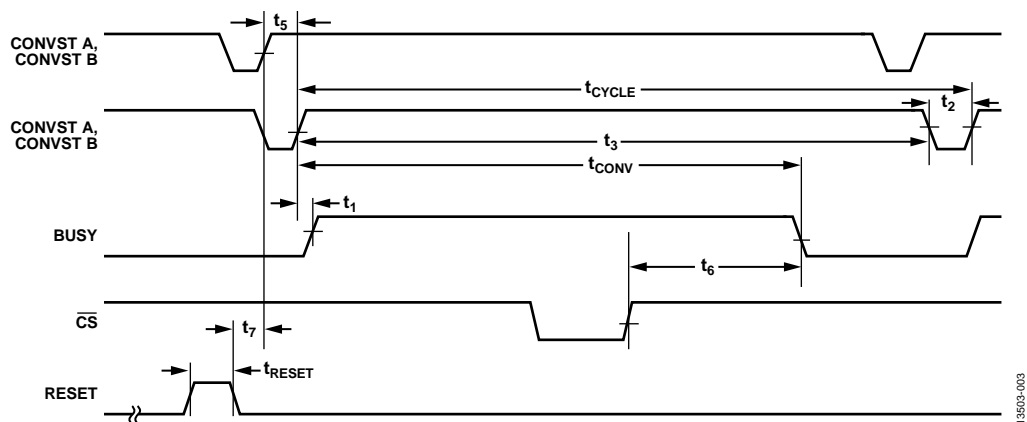 t5
CONVST A,
CONVST B
tCYCLE
t2
CONVST A,
CONVST B
t3
tCONV
t1
BUSY
t6
CS
t7
tRESET
RESET
13503-003